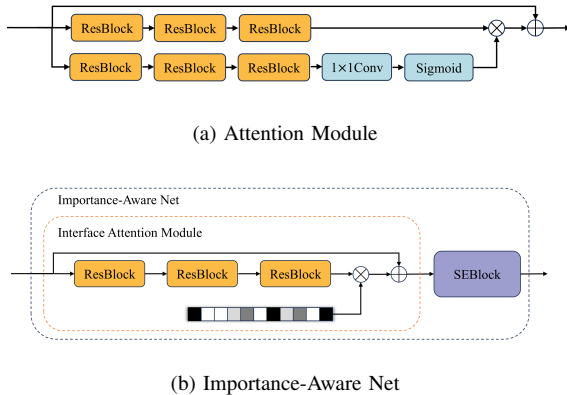 ResBlock ResBlock ResBlock
ResBlock ResBlock ResBlock 1×1Conv Sigmoid
(a) Attention Module
Importance-Aware Net
Interface Attention Module
ResBlock ResBlock ResBlock SEBlock
(b) Importance-Aware Net